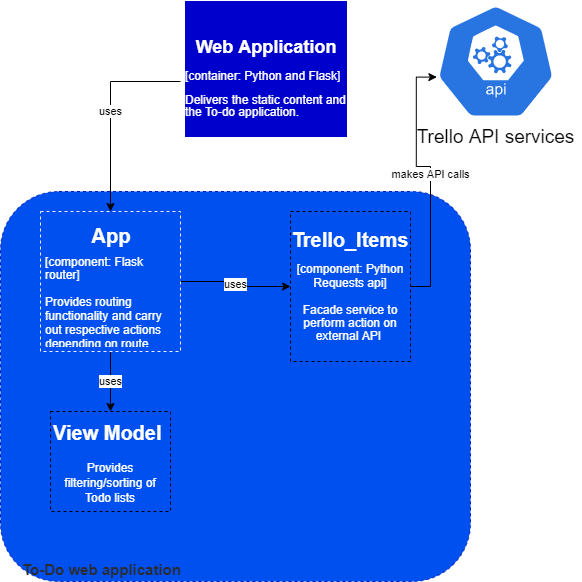 Web Application
[container: Python and Flask]
Delivers the static content and
the To-do application.
api
Trello API services
uses
makes API calls
App
[component: Flask
router]
Provides routing
functionality and carry
out respective actions
depending on route
uses
Trello_Items
[component: Python
Requests api]
Facade service to
perform action on
external API
uses
View Model
Provides
filtering/sorting of
Todo lists
To-Do web application